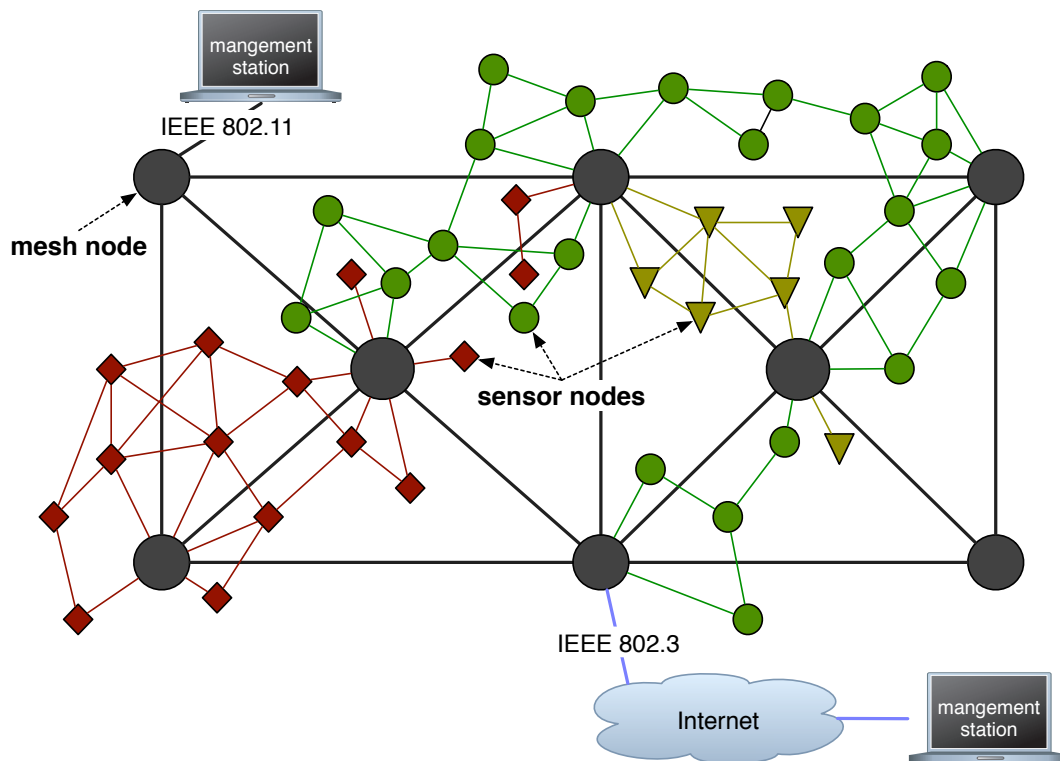 mangement
station
IEEE 802.11
mesh node
sensor nodes
IEEE 802.3
Internet
mangement
station